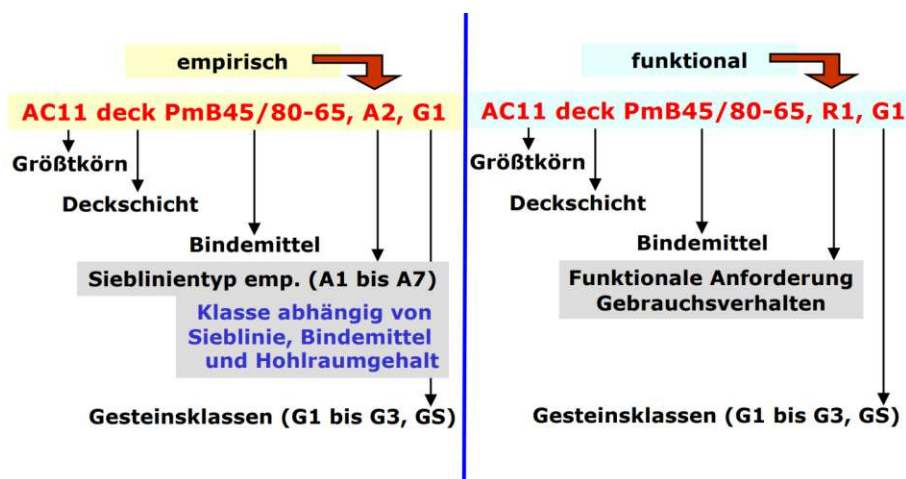 empirisch
AC11 deck PmB45/80-65, A2, G1
Größtkörn
Deckschicht
Bindemittel
Sieblinientyp emp. (A1 bis A7)
Klasse abhängig von
Sieblinie, Bindemittel
und Hohlraumgehalt
Gesteinsklassen (G1 bis G3, GS)
funktional
AC11 deck PmB45/80-65, R1, G1
Größtkörn
Deckschicht
Bindemittel
Funktionale Anforderung
Gebrauchsverhalten
Gesteinsklassen (G1 bis G3, GS)